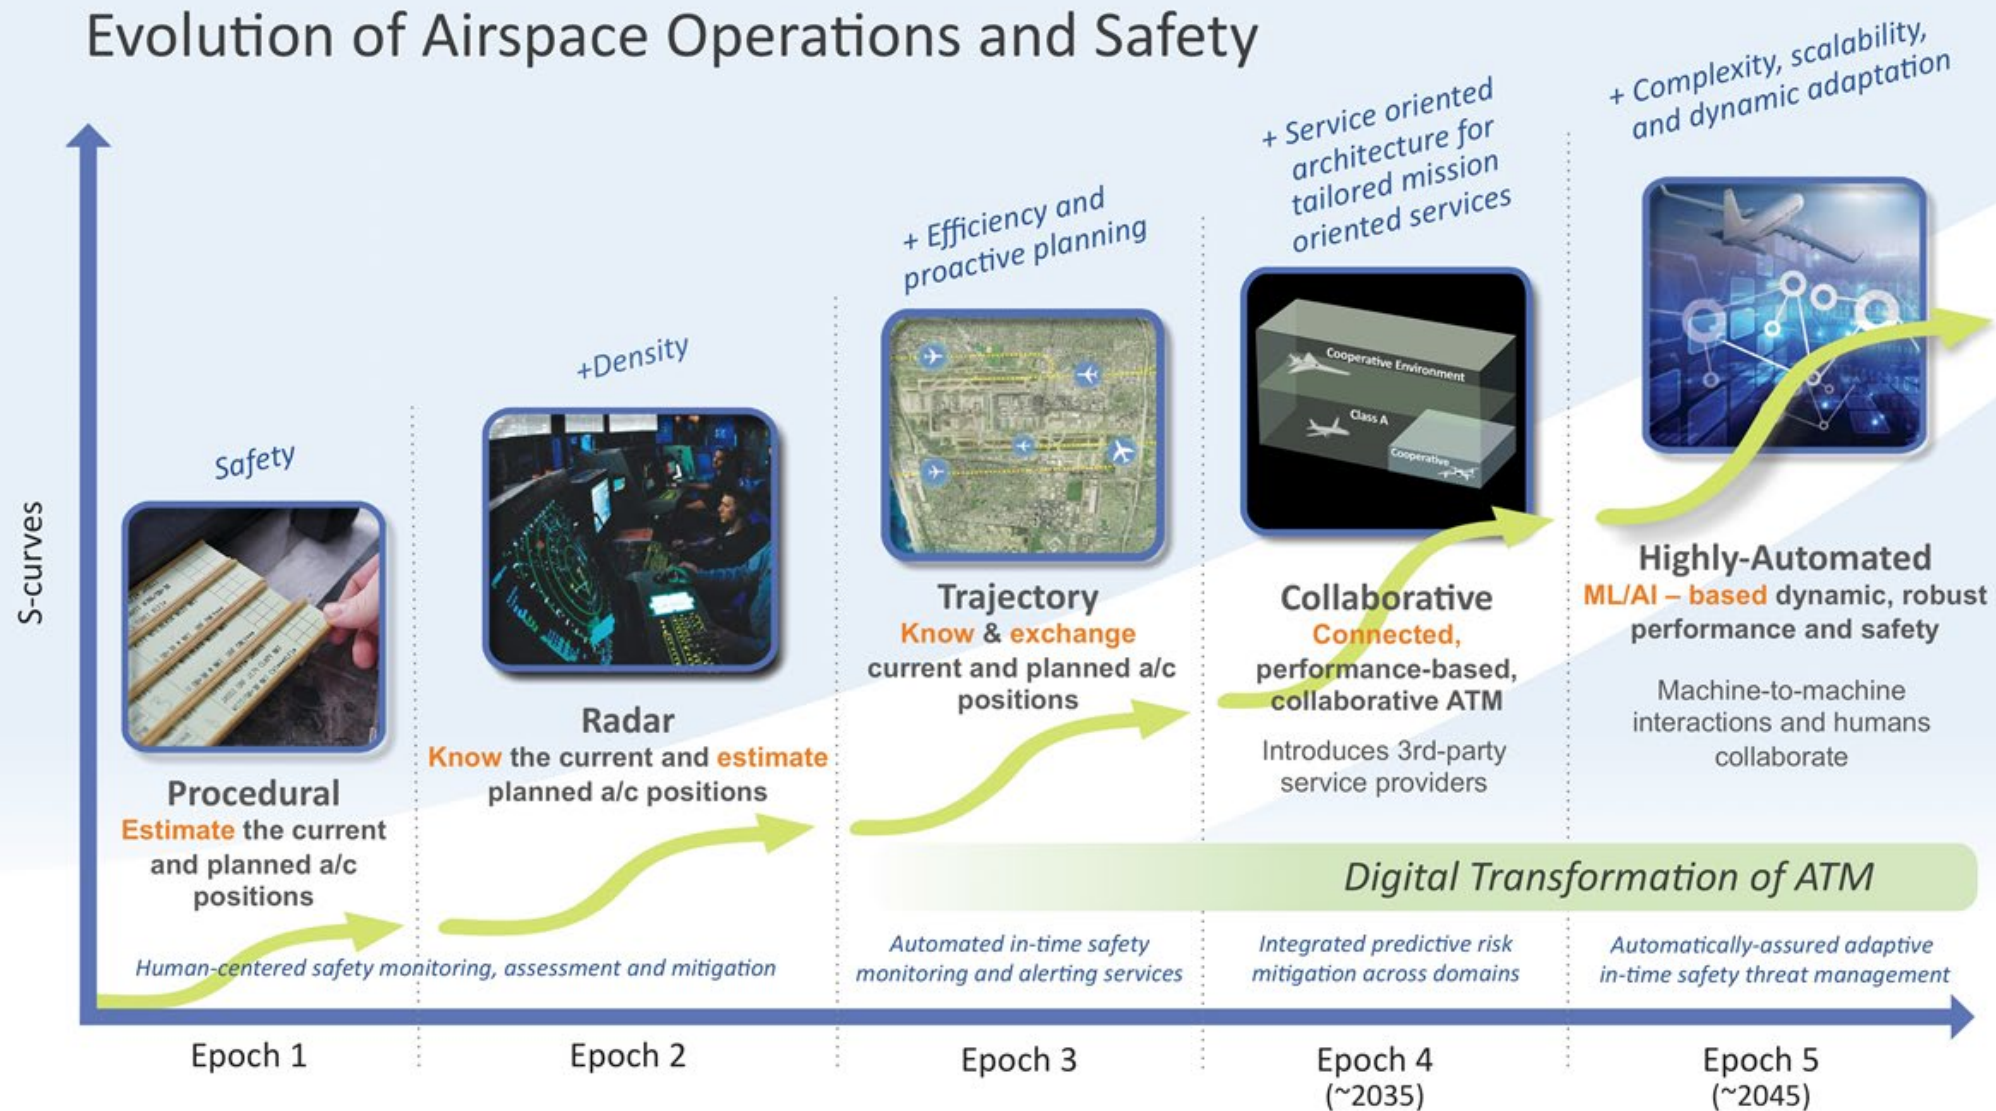 Evolution of Airspace Operations and Safety
S-curves
Safety
Procedural
Estimate the current
and planned a/c
positions
+Density
Radar
Know the current and estimate
planned a/c positions
Human-centered safety monitoring, assessment and mitigation
+ Efficiency and
proactive planning
Trajectory
Know & exchange
current and planned a/c
positions
Automated in-time safety
monitoring and alerting services
+ Service oriented
architecture for
tailored mission
oriented services
Cooperative Environment
Class A
Cooperative
Collaborative
Connected,
performance-based,
collaborative ATM
Introduces 3rd-party
service providers
Integrated predictive risk
mitigation across domains
+ Complexity, scalability,
and dynamic adaptation
Highly-Automated
ML/AI – based dynamic, robust
performance and safety
Machine-to-machine
interactions and humans
collaborate
Digital Transformation of ATM
Automatically-assured adaptive
in-time safety threat management
Epoch 1
Epoch 2
Epoch 3
Epoch 4
(~2035)
Epoch 5
(~2045)